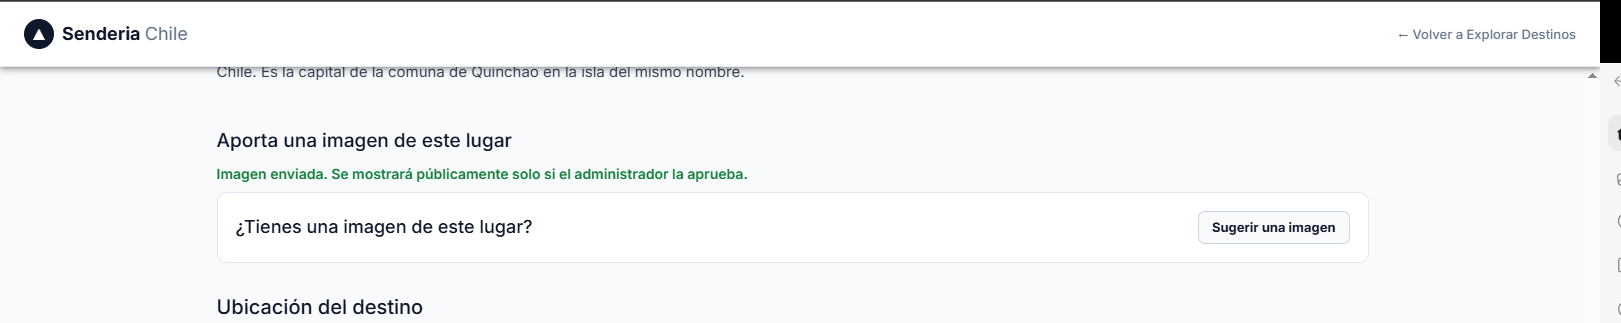 Senderia Chile
← Volver a Explorar Destinos
Chile. Es la capital de la comuna de Quinchao en la isla del mismo nombre.
Aporta una imagen de este lugar
Imagen enviada. Se mostrará públicamente solo si el administrador la aprueba.
¿Tienes una imagen de este lugar?
Sugerir una imagen
Ubicación del destino